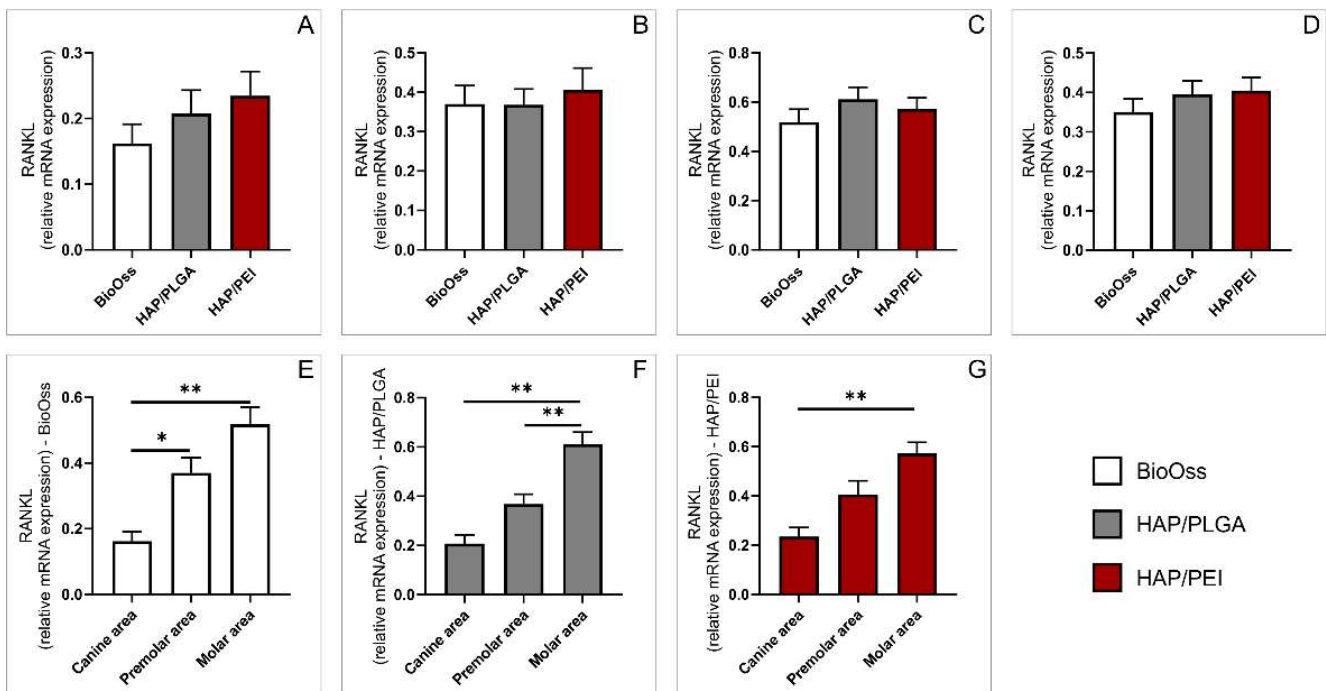 A
RANKL
(relative mRNA expression)
0.3
0.2
0.1
0.0
BioOss
HAP/PLGA
HAP/PEI
B
RANKL
(relative mRNA expression)
0.5
0.4
0.3
0.2
0.1
0.0
BioOss
HAP/PLGA
HAP/PEI
C
RANKL
(relative mRNA expression)
0.8
0.6
0.4
0.2
0.0
BioOss
HAP/PLGA
HAP/PEI
D
RANKL
(relative mRNA expression)
0.5
0.4
0.3
0.2
0.1
0.0
BioOss
HAP/PLGA
HAP/PEI
E
RANKL
(relative mRNA expression) - BioOss
0.6
0.4
0.2
0.0
**
*
Canine area
Premolar area
Molar area
F
RANKL
(relative mRNA expression) - HAP/PLGA
0.8
0.6
0.4
0.2
0.0
**
**
Canine area
Premolar area
Molar area
G
RANKL
(relative mRNA expression) - HAP/PEI
0.8
0.6
0.4
0.2
0.0
**
Canine area
Premolar area
Molar area
BioOss
HAP/PLGA
HAP/PEI